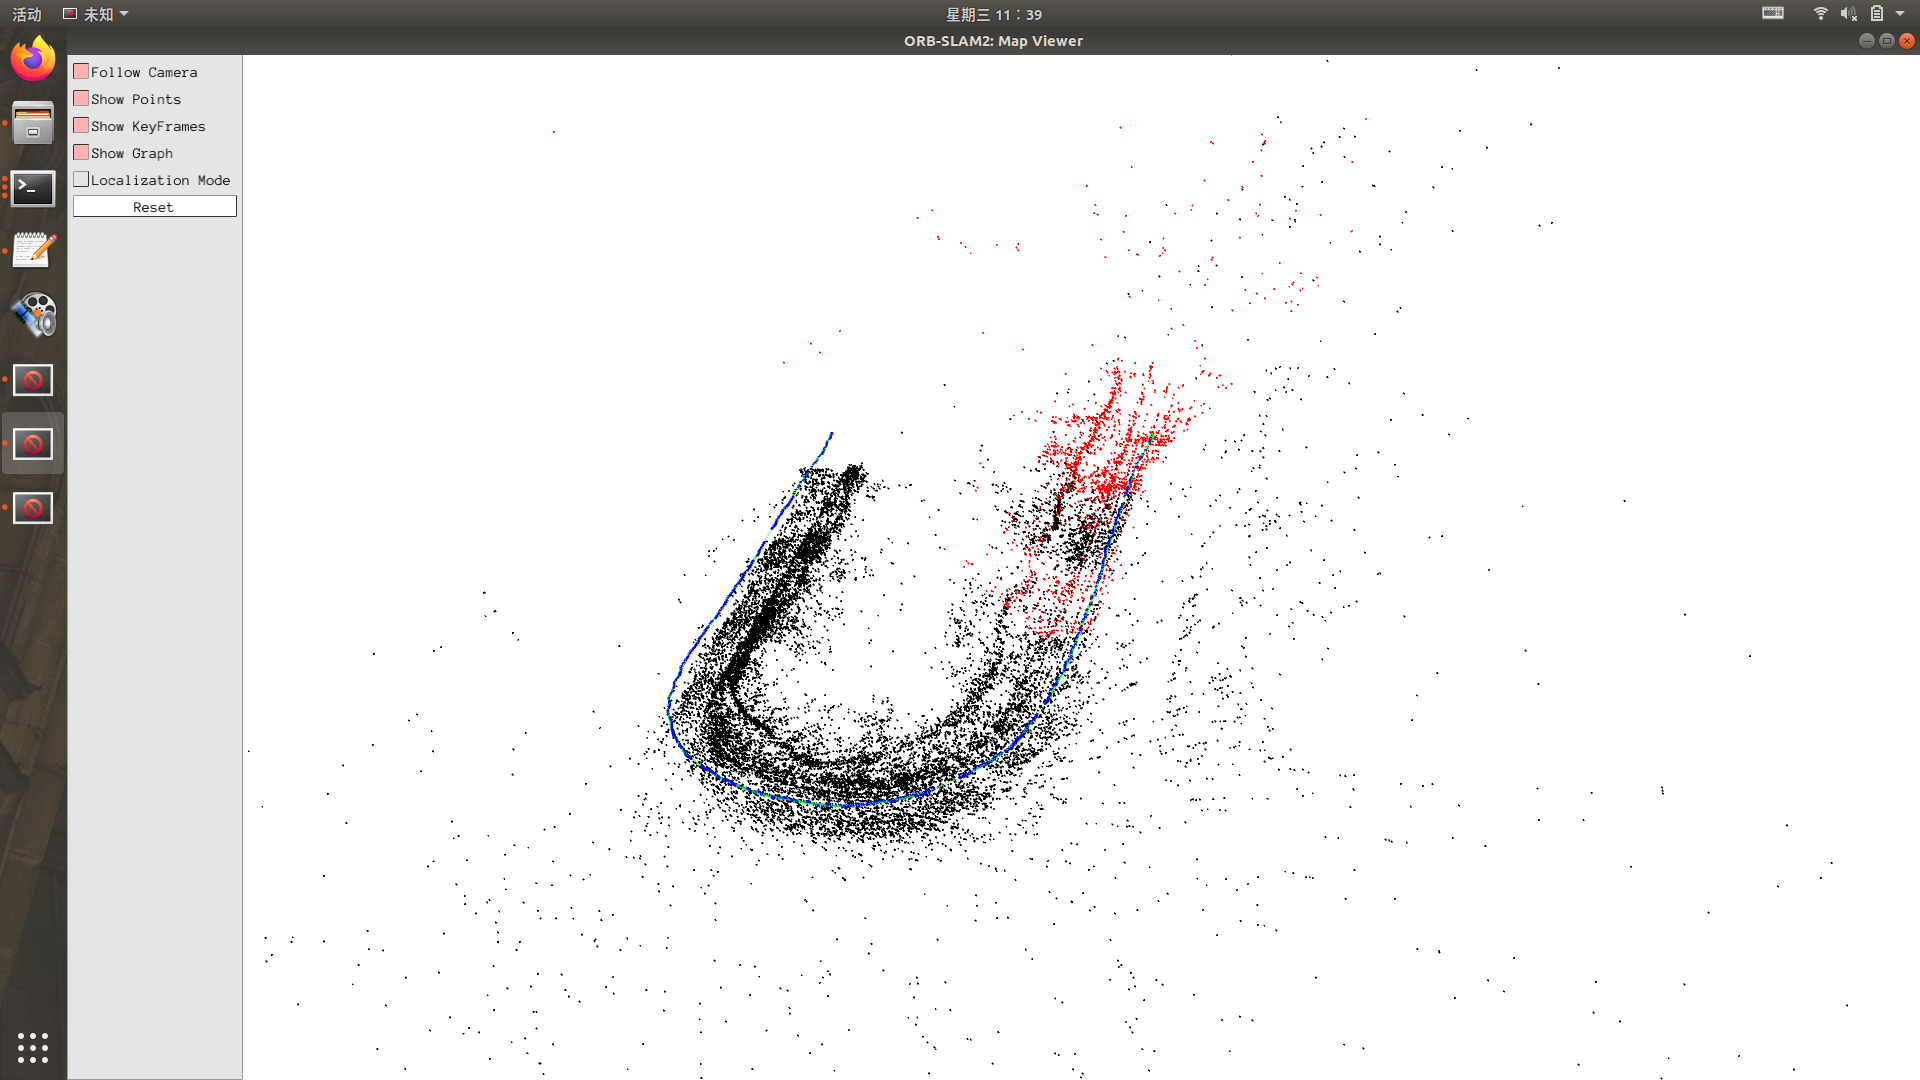 活动 未知 星期三 11：39
ORB-SLAM2: Map Viewer
Follow Camera
Show Points
Show KeyFrames
Show Graph
Localization Mode
Reset